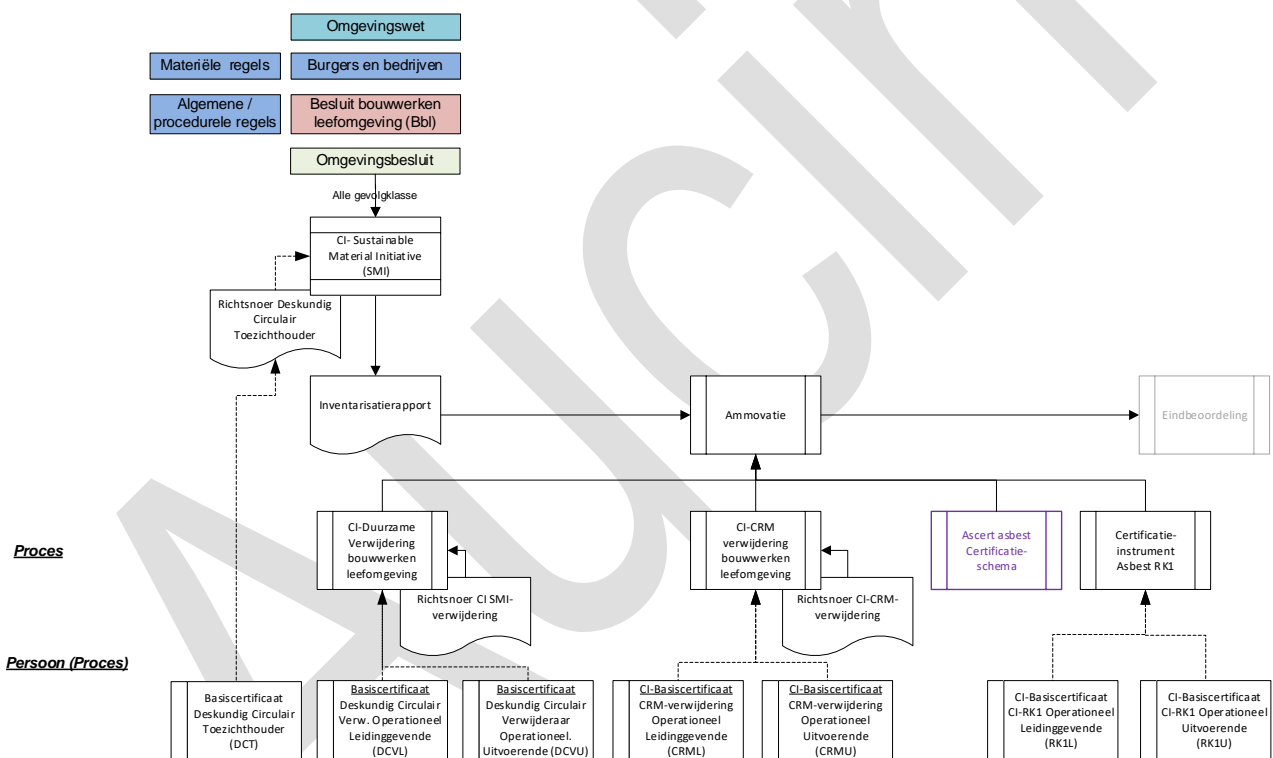 Omgevingswet
Materiële regels
Burgers en bedrijven
Algemene /
procedurele regels
Besluit bouwwerken
leefomgeving (Bbl)
Omgevingsbesluit
Alle gevolgklasse
CI- Sustainable
Material Initiative
(SMI)
Richtsnoer Deskundig
Circulair
Toezichthouder
Inventarisatierapport
Ammovatie
Eindbeoordeling
Proces
CI-Duurzame
Verwijdering
bouwwerken
leefomgeving
Richtsnoer CI SMI-
verwijdering
CI-CRM
verwijdering
bouwwerken
leefomgeving
Richtsnoer CI-CRM-
verwijdering
Ascert asbest
Certificatie-
schema
Certificatie-
instrument
Asbest RK1
Persoon (Proces)
Basiscertificaat
Deskundig Circulair
Toezichthouder
(DCT)
Basiscertificaat
Deskundig Circulair
Verw. Operationeel
Leidinggevende
(DCVL)
Basiscertificaat
Deskundig Circulair
Verwijderaar
Operationeel.
Uitvoerende (DCVU)
CI-Basiscertificaat
CRM-verwijdering
Operationeel
Leidinggevende
(CRML)
CI-Basiscertificaat
CRM-verwijdering
Operationeel
Uitvoerende
(CRMU)
CI-Basiscertificaat
CI-RK1 Operationeel
Leidinggevende
(RK1L)
CI-Basiscertificaat
CI-RK1 Operationeel
Uitvoerende
(RK1U)